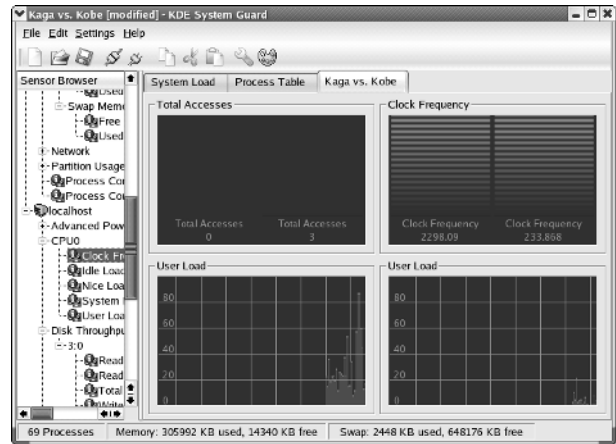 Kaga vs. Kobe [modified] - KDE System Guard
File Edit Settings Help
Sensor Browser
System Load Process Table Kaga vs. Kobe
Used
Swap Mem
Free
Used
Network
Partition Usage
Process Co
Process Co
localhost
Advanced Pow
CPU0
Clock Fr
Idle Load
Nice Loa
System
User Loa
Disk Throughpu
3:0
Read
Read
Total
Write
Total Accesses
Total Accesses
0
Total Accesses
3
Clock Frequency
Clock Frequency
2298.09
Clock Frequency
233.868
User Load
80
60
40
20
0
User Load
80
60
40
20
0
69 Processes Memory: 305992 KB used, 14340 KB free Swap: 2448 KB used, 648176 KB free